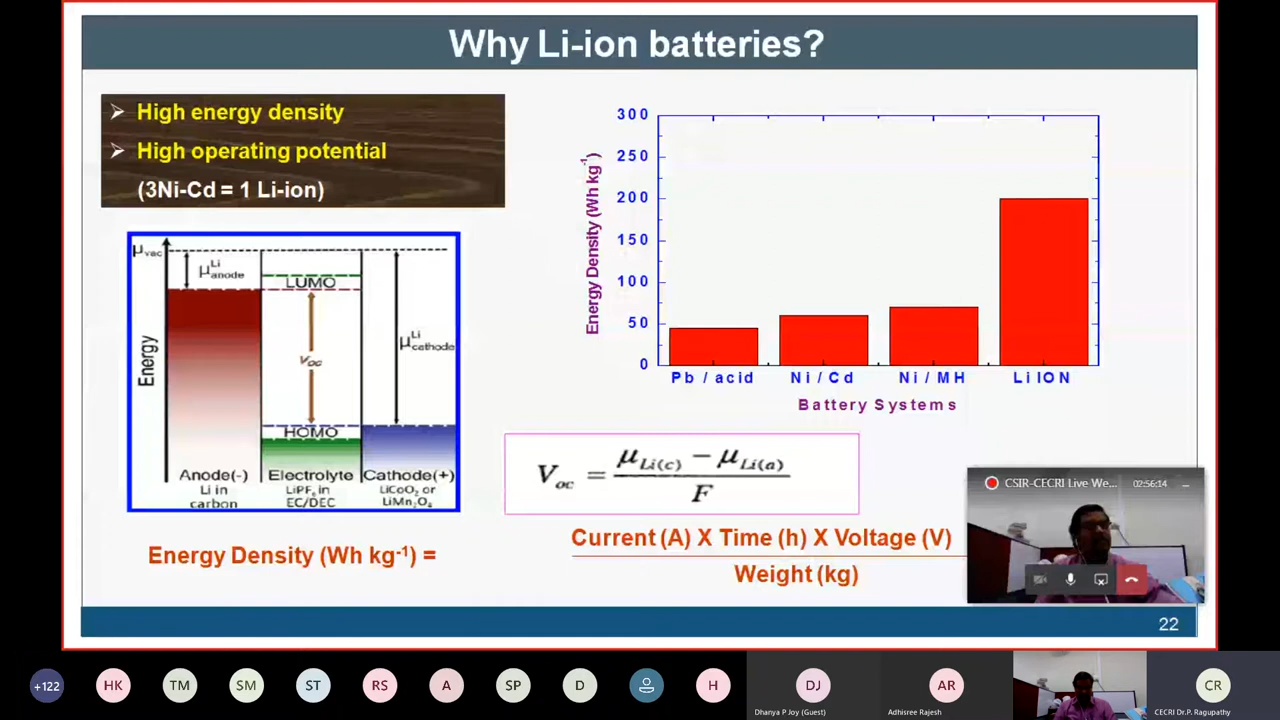 Why Li-ion batteries?
➢ High energy density
➢ High operating potential
(3Ni-Cd = 1 Li-ion)
300
250
200
150
100
50
0
Energy Density (Wh kg⁻¹)
Pb / acid
Ni / Cd
Ni / MH
Li ION
Battery Systems
μvac
μ Li anode
LUMO
Voc
μ Li cathode
Energy
HOMO
Anode(-)
Electrolyte
Cathode(+)
Li in
carbon
LiPF₆ in
EC/DEC
LiCoO₂ or
LiMn₂O₄
Voc = μLi(c) − μLi(a)
F
Energy Density (Wh kg⁻¹) =
Current (A) X Time (h) X Voltage (V)
Weight (kg)
CSIR-CECRI Live We...
02:56:14
22
+122
HK
TM
SM
ST
RS
A
SP
D
H
DJ
Dhanya P Joy (Guest)
AR
Adhisree Rajesh
CR
CECRI Dr.P. Ragupathy